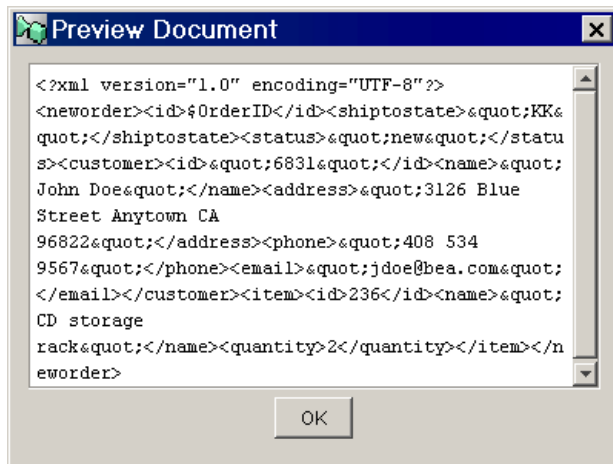 Preview Document
<?xml version="1.0" encoding="UTF-8"?>
<neworder><id>$OrderID</id><shiptostate>&quot;KK&
quot;</shiptostate><status>&quot;new&quot;</statu
s><customer><id>&quot;6831&quot;</id><name>&quot;
John Doe&quot;</name><address>&quot;3126 Blue
Street Anytown CA
96822&quot;</address><phone>&quot;408 534
9567&quot;</phone><email>&quot;jdoe@bea.com&quot;
</email></customer><item><id>236</id><name>&quot;
CD storage
rack&quot;</name><quantity>2</quantity></item></n
eworder>
OK